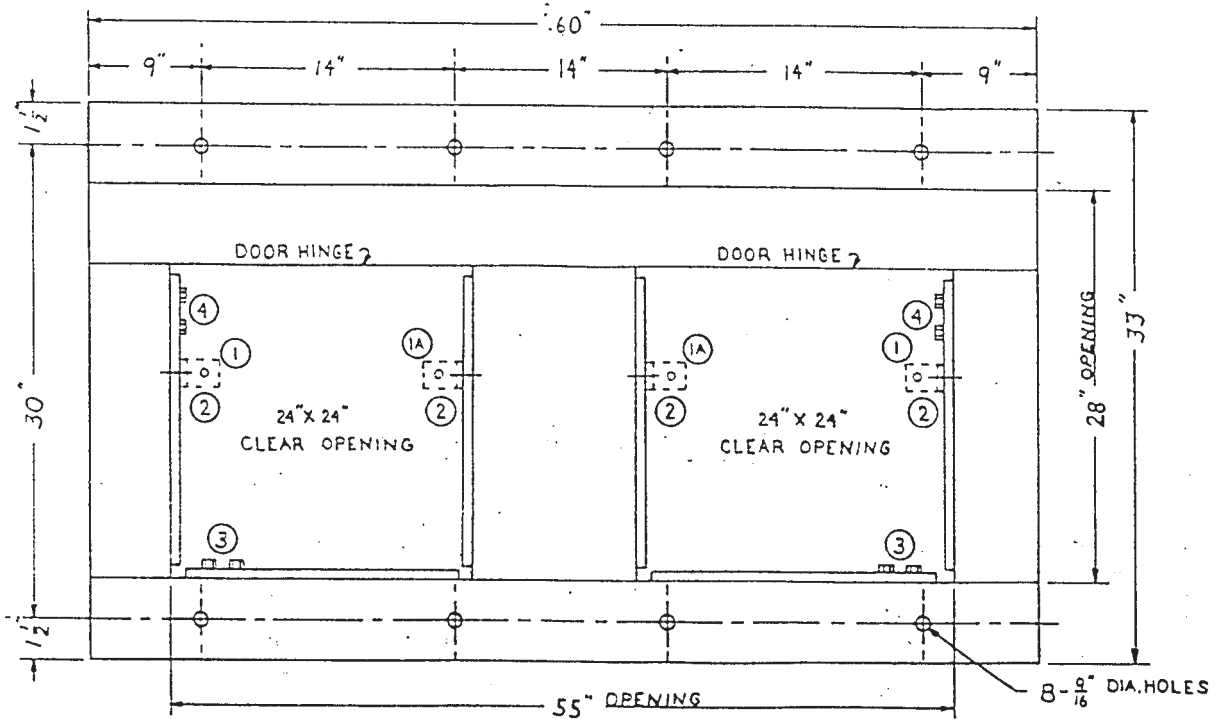 60"
9" 14" 14" 14" 9"
1 1/2"
DOOR HINGE DOOR HINGE
4 4
1 1A 1A 1
2 2 2 2
24" X 24" 24" X 24"
CLEAR OPENING CLEAR OPENING
30"
28" OPENING
33"
3 3
1 1/2"
55" OPENING
8 - 9/16" DIA. HOLES